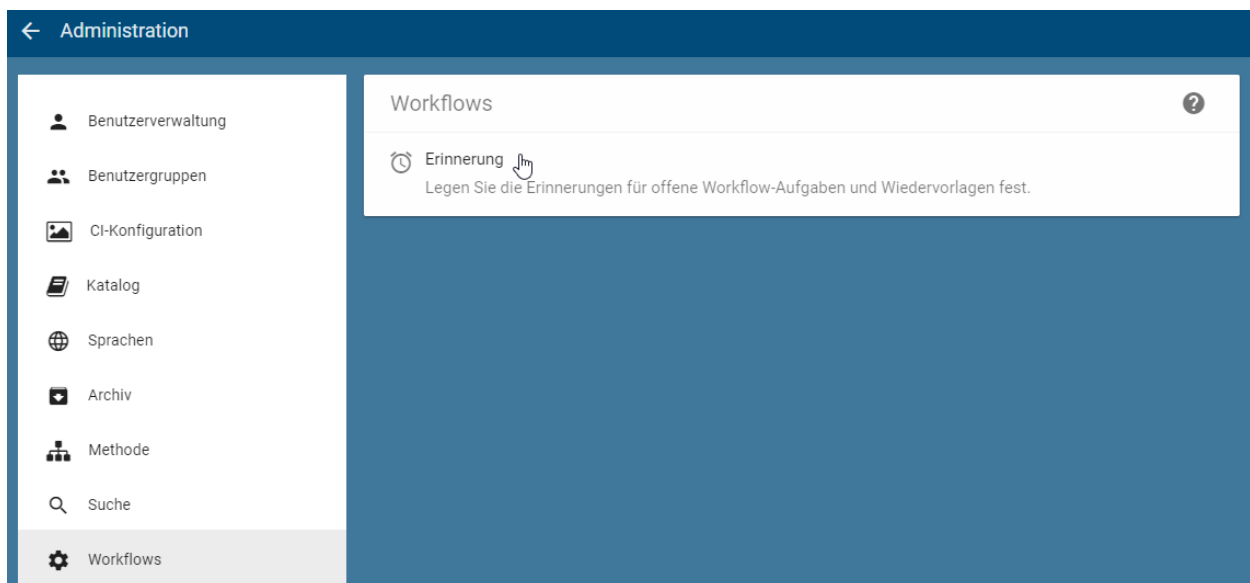 Administration
Benutzerverwaltung
Benutzergruppen
CI-Konfiguration
Katalog
Sprachen
Archiv
Methode
Suche
Workflows
Workflows
Erinnerung
Legen Sie die Erinnerungen für offene Workflow-Aufgaben und Wiedervorlagen fest.